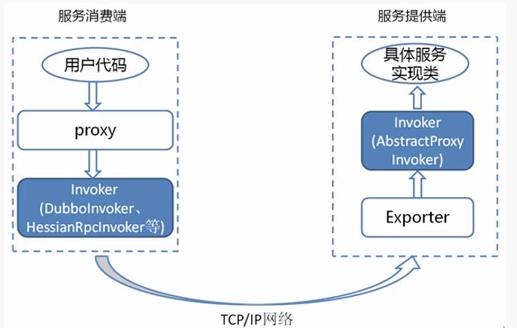 服务消费端
用户代码
proxy
Invoker
(DubboInvoker、
HessianRpcInvoker等)
服务提供端
具体服务
实现类
Invoker
(AbstractProxy
Invoker)
Exporter
TCP/IP网络